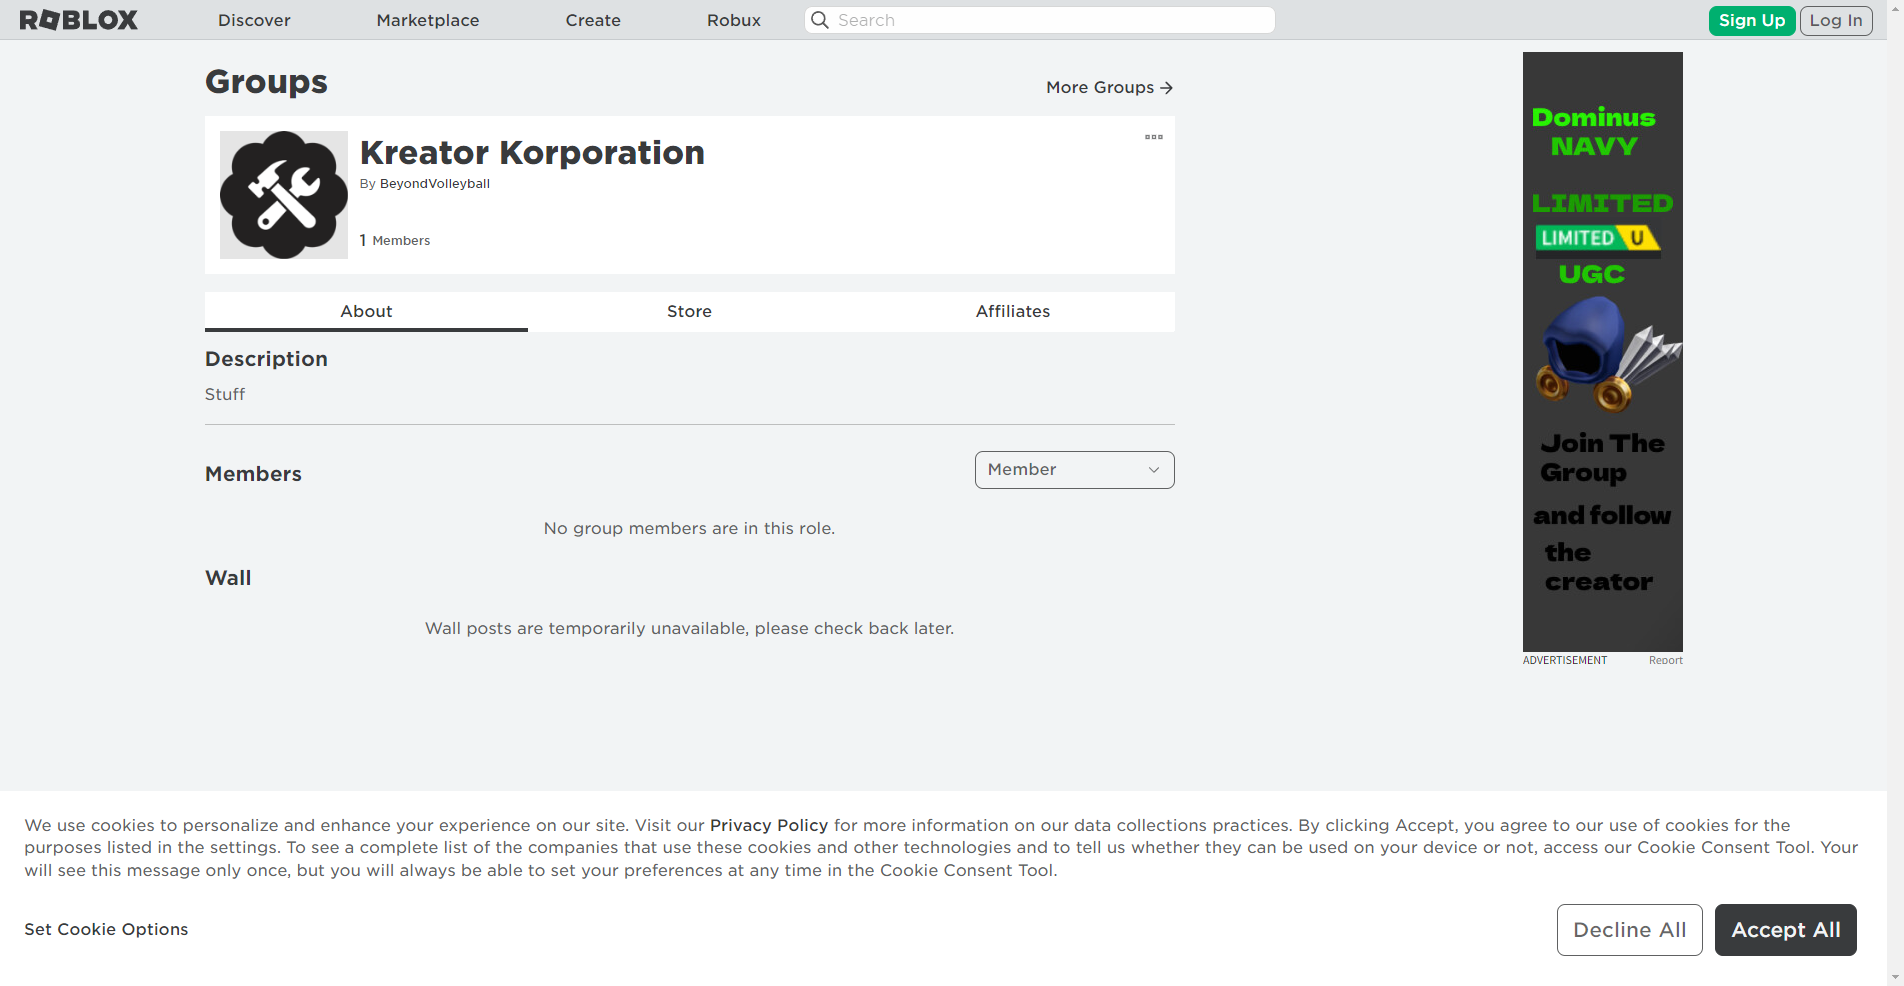 ROBLOX Discover Marketplace Create Robux Search Sign Up Log In
Groups
More Groups
Kreator Korporation
By BeyondVolleyball
1 Members
About Store Affiliates
Description
Stuff
Members
Member
No group members are in this role.
Wall
Wall posts are temporarily unavailable, please check back later.
Dominus
NAVY
LIMITED
LIMITED U
UGC
Join The
Group
and follow
the
creator
ADVERTISEMENT Report
We use cookies to personalize and enhance your experience on our site. Visit our Privacy Policy for more information on our data collections practices. By clicking Accept, you agree to our use of cookies for the
purposes listed in the settings. To see a complete list of the companies that use these cookies and other technologies and to tell us whether they can be used on your device or not, access our Cookie Consent Tool. Your
will see this message only once, but you will always be able to set your preferences at any time in the Cookie Consent Tool.
Set Cookie Options
Decline All
Accept All